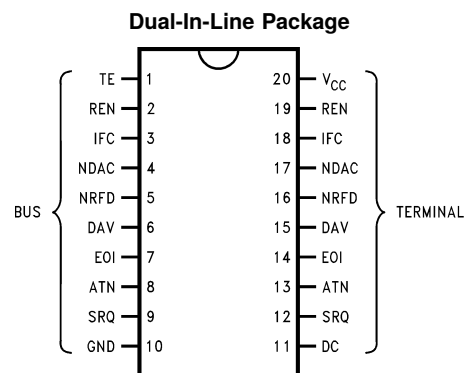 Dual-In-Line Package
TE 1 20 VCC
REN 2 19 REN
IFC 3 18 IFC
NDAC 4 17 NDAC
NRFD 5 16 NRFD
BUS TERMINAL
DAV 6 15 DAV
EOI 7 14 EOI
ATN 8 13 ATN
SRQ 9 12 SRQ
GND 10 11 DC